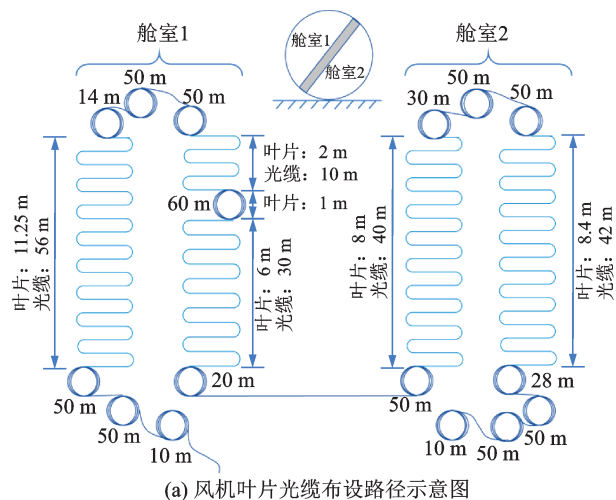 舱室1
舱室1
舱室2
舱室2
50 m
14 m
50 m
50 m
30 m
50 m
叶片：11.25 m
光缆：56 m
叶片：2 m
光缆：10 m
60 m
叶片：1 m
叶片：6 m
光缆：30 m
叶片：8 m
光缆：40 m
叶片：8.4 m
光缆：42 m
50 m
20 m
50 m
28 m
50 m
10 m
10 m
50 m
50 m
(a) 风机叶片光缆布设路径示意图